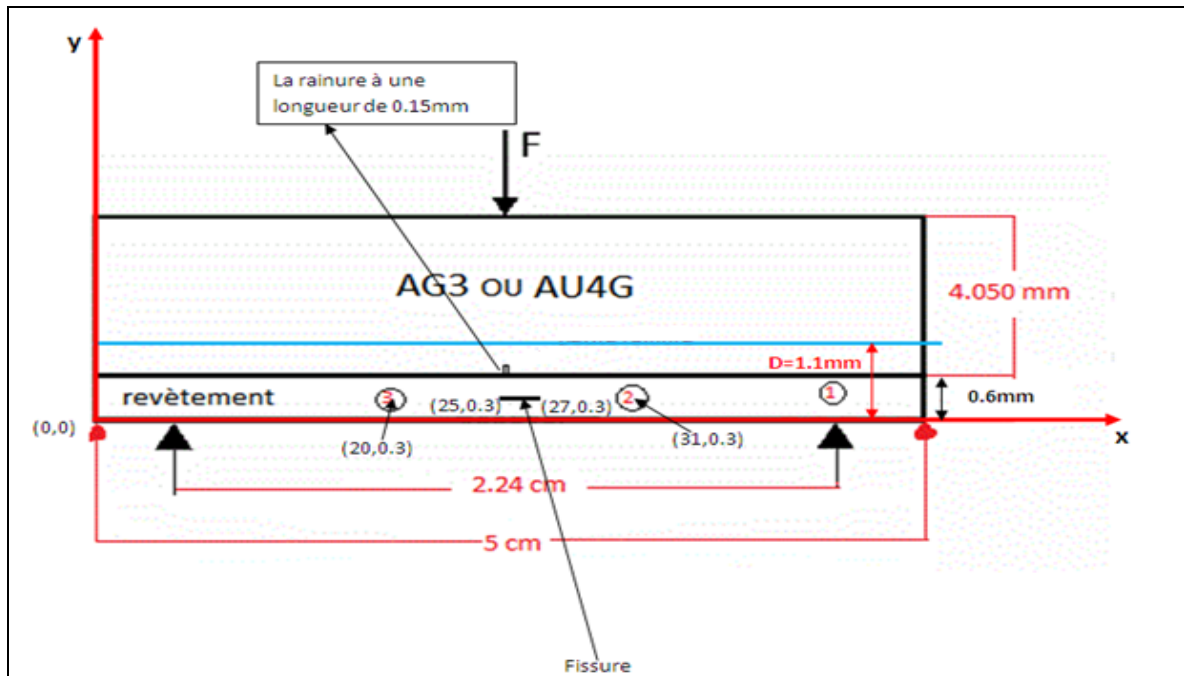 y
La rainure à une
longueur de 0.15mm
F
AG3 OU AU4G
4.050 mm
D=1.1mm
revètement
3
(25,0.3)
(27,0.3)
2
1
0.6mm
(0,0)
(20,0.3)
(31,0.3)
x
2.24 cm
5 cm
Fissure